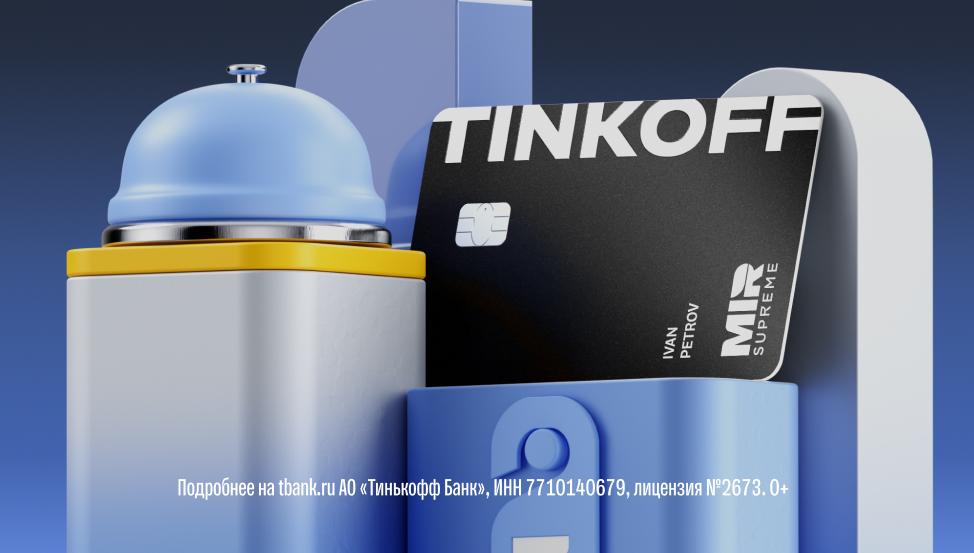 TINKOFF
IVAN
PETROV
MIR
SUPREME
Подробнее на tbank.ru АО «Тинькофф Банк», ИНН 7710140679, лицензия №2673. 0+